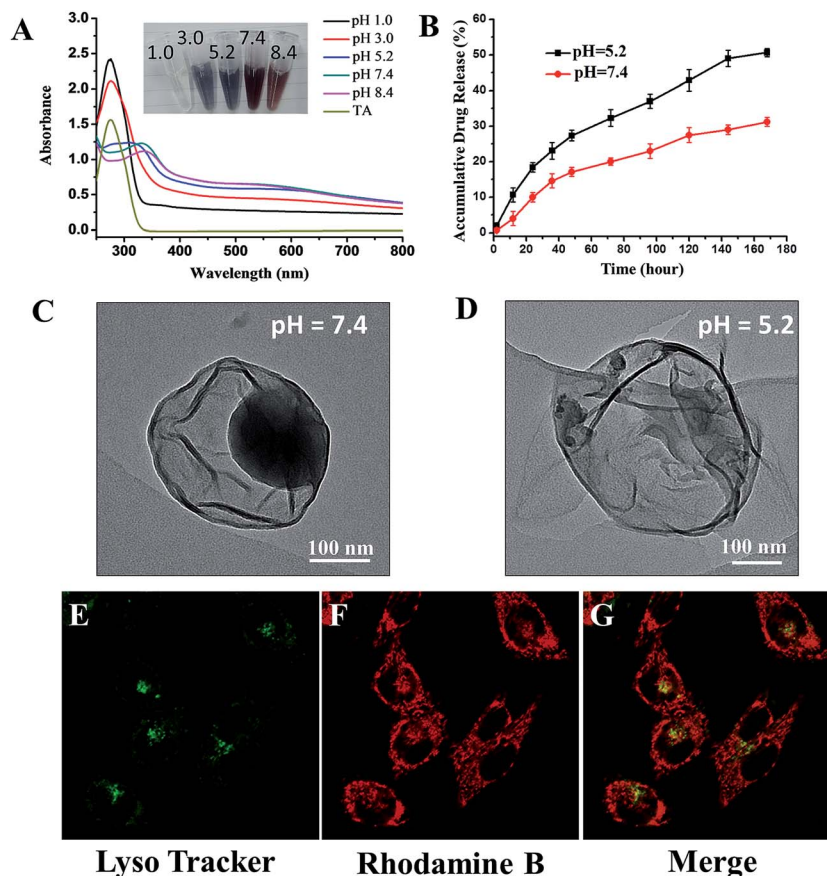 A
1.0
3.0
5.2
7.4
8.4
pH 1.0
pH 3.0
pH 5.2
pH 7.4
pH 8.4
TA
Absorbance
2.5
2.0
1.5
1.0
0.5
0.0
300 400 500 600 700 800
Wavelength (nm)
B
pH=5.2
pH=7.4
Accumulative Drug Release (%)
60
50
40
30
20
10
0
0 20 40 60 80 100 120 140 160 180
Time (hour)
C
pH = 7.4
100 nm
D
pH = 5.2
100 nm
E
F
G
Lyso Tracker
Rhodamine B
Merge